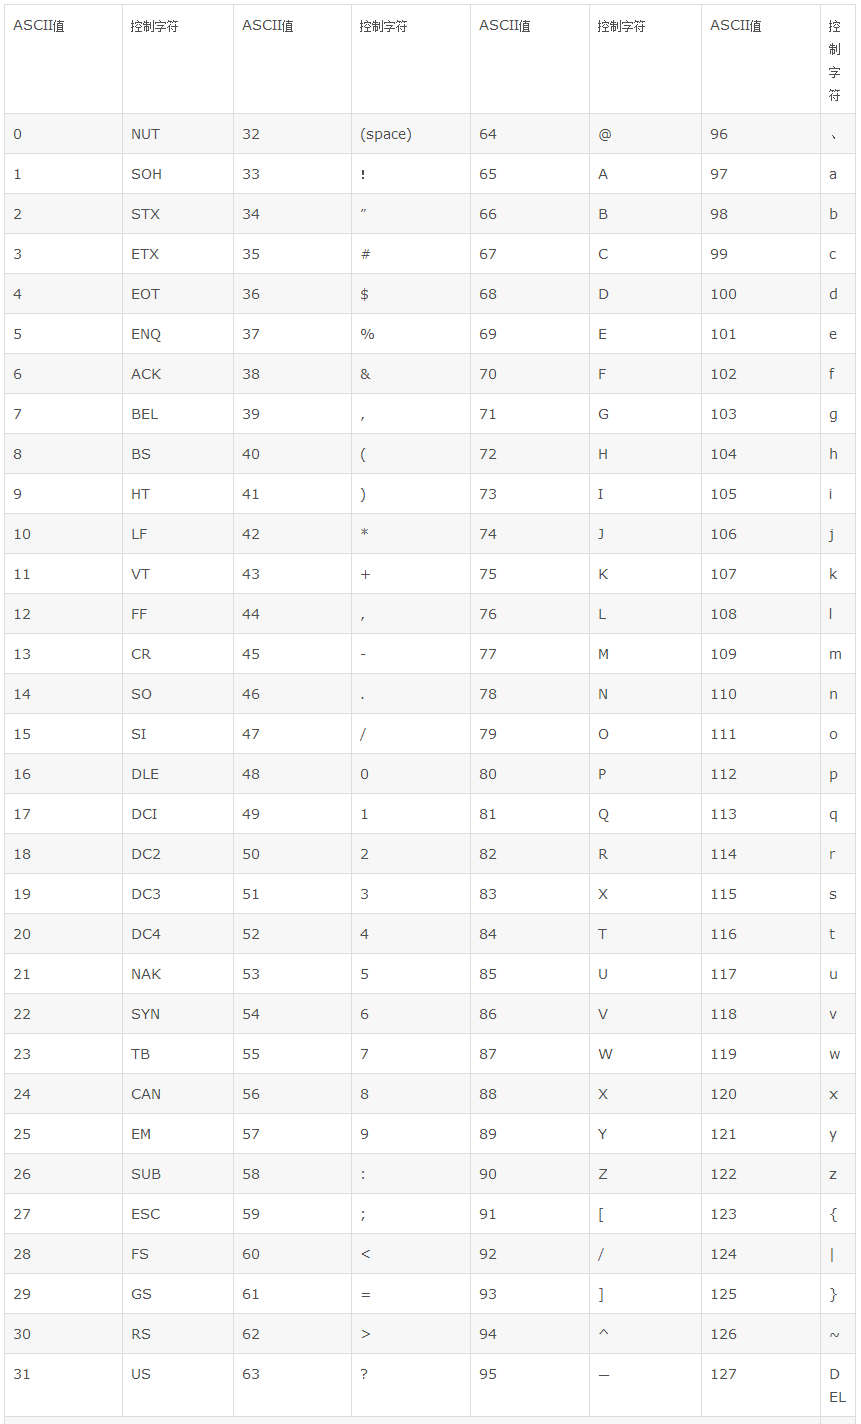 ASCII值 控制字符 ASCII值 控制字符 ASCII值 控制字符 ASCII值 控制字符
0 NUT 32 (space) 64 @ 96 、
1 SOH 33 ! 65 A 97 a
2 STX 34 ” 66 B 98 b
3 ETX 35 # 67 C 99 c
4 EOT 36 $ 68 D 100 d
5 ENQ 37 % 69 E 101 e
6 ACK 38 & 70 F 102 f
7 BEL 39 , 71 G 103 g
8 BS 40 ( 72 H 104 h
9 HT 41 ) 73 I 105 i
10 LF 42 * 74 J 106 j
11 VT 43 + 75 K 107 k
12 FF 44 , 76 L 108 l
13 CR 45 - 77 M 109 m
14 SO 46 . 78 N 110 n
15 SI 47 / 79 O 111 o
16 DLE 48 0 80 P 112 p
17 DCI 49 1 81 Q 113 q
18 DC2 50 2 82 R 114 r
19 DC3 51 3 83 X 115 s
20 DC4 52 4 84 T 116 t
21 NAK 53 5 85 U 117 u
22 SYN 54 6 86 V 118 v
23 TB 55 7 87 W 119 w
24 CAN 56 8 88 X 120 x
25 EM 57 9 89 Y 121 y
26 SUB 58 : 90 Z 122 z
27 ESC 59 ; 91 [ 123 {
28 FS 60 < 92 / 124 |
29 GS 61 = 93 ] 125 }
30 RS 62 > 94 ^ 126 ~
31 US 63 ? 95 — 127 DEL